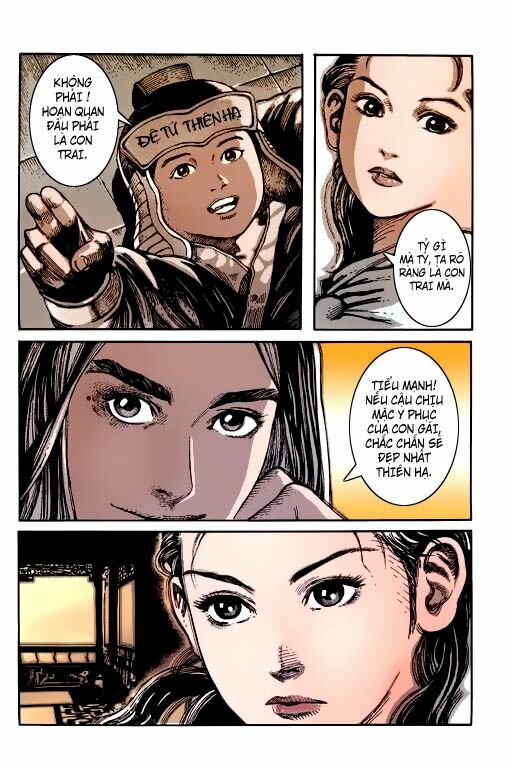 KHÔNG
PHẢI !
HOẠN QUAN
ĐÂU PHẢI
LÀ CON
TRAI.
ĐỆ TỬ THIÊN HẠ
TỶ GÌ
MÀ TỶ, TA RÕ
RÀNG LÀ CON
TRAI MÀ.
TIỂU MANH!
NẾU CẬU CHỊU
MẶC Y PHỤC
CỦA CON GÁI,
CHẮC CHẮN SẼ
ĐẸP NHẤT
THIÊN HẠ.